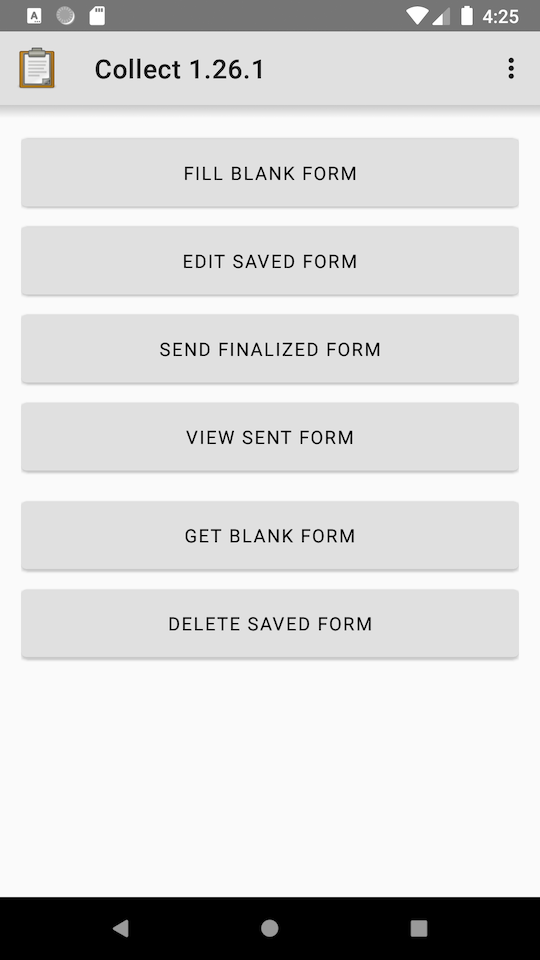 A
4:25
Collect 1.26.1
FILL BLANK FORM
EDIT SAVED FORM
SEND FINALIZED FORM
VIEW SENT FORM
GET BLANK FORM
DELETE SAVED FORM